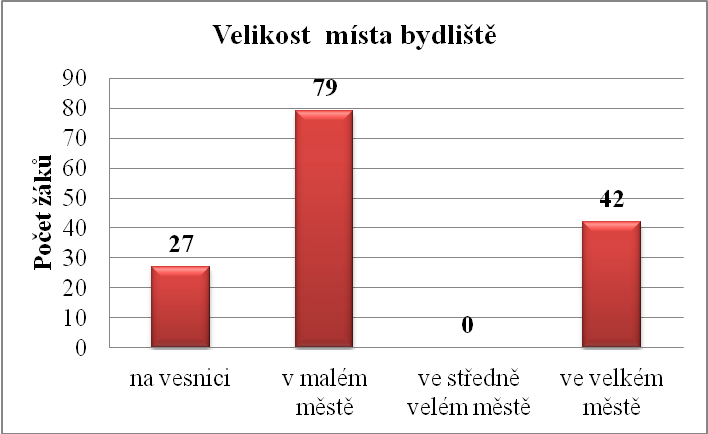 Velikost místa bydliště
Počet žáků
90
80
70
60
50
40
30
20
10
0
27
79
0
42
na vesnici
v malém
městě
ve středně
velém městě
ve velkém
městě